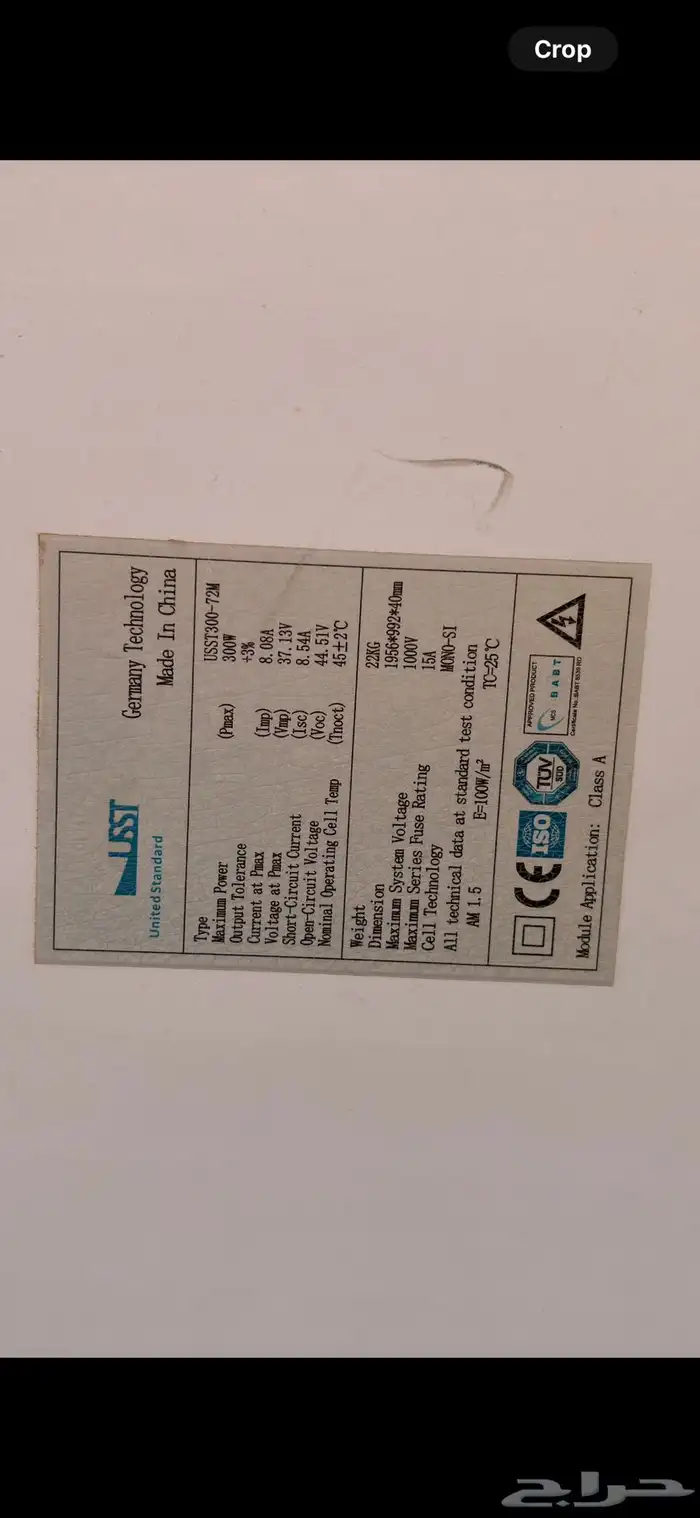 Crop
USST
United Standard
Germany Technology
Made In China
Type USST300-72M
Maximum Power (Pmax) 300W
Output Tolerance +3%
Current at Pmax (Imp) 8.08A
Voltage at Pmax (Vmp) 37.13V
Short-Circuit Current (Isc) 8.54A
Open-Circuit Voltage (Voc) 44.51V
Nominal Operating Cell Temp (Tnoct) 45±2℃
Weight 22KG
Dimension 1956*992*40mm
Maximum System Voltage 1000V
Maximum Series Fuse Rating 15A
Cell Technology MONO-SI
All technical data at standard test condition
AM 1.5 E=100W/m² TC=25℃
CE ISO TÜV SÜD
APPROVED PRODUCT
MCS BABT
Module Application: Class A
حراج